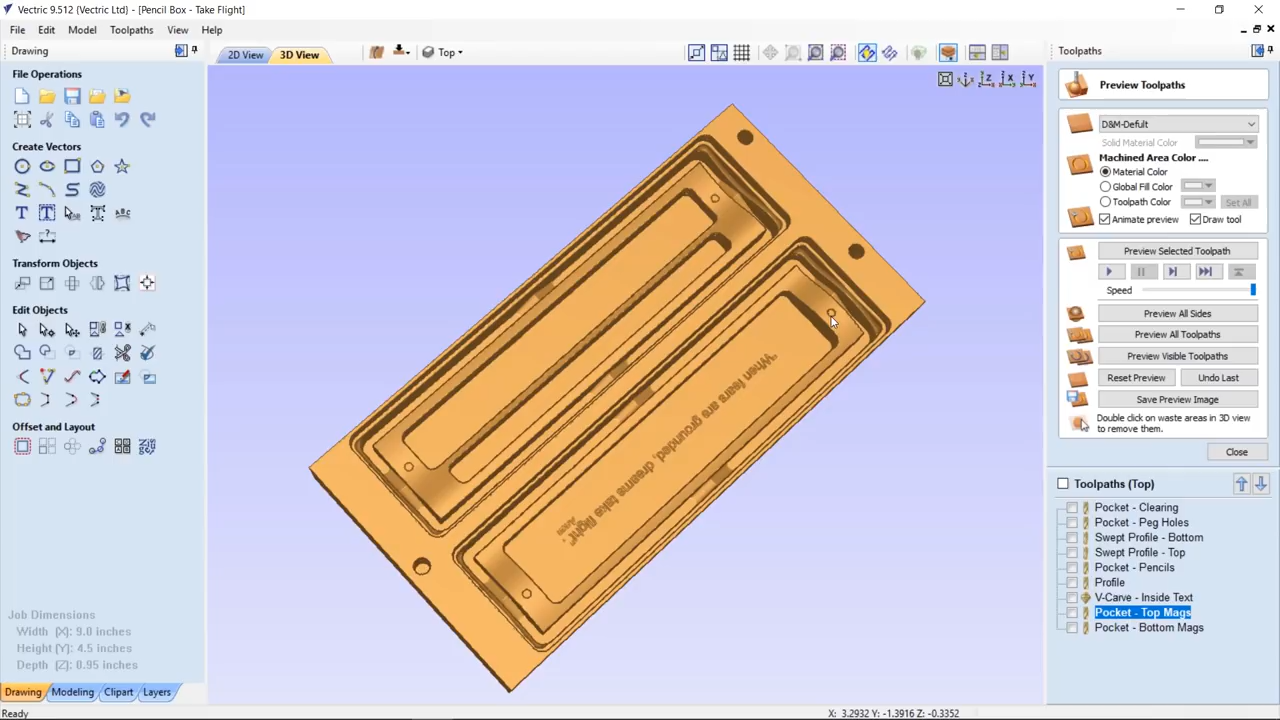 Vectric 9.512 (Vectric Ltd) - [Pencil Box - Take Flight]
File Edit Model Toolpaths View Help
Drawing
2D View 3D View Top
Toolpaths
File Operations
Create Vectors
Transform Objects
Edit Objects
Offset and Layout
Job Dimensions
Width (X): 9.0 inches
Height (Y): 4.5 inches
Depth (Z): 0.95 inches
Drawing Modeling Clipart Layers
Ready
"When fears are grounded, dreams take flight"
Preview Toolpaths
D&M-Defult
Solid Material Color
Machined Area Color ....
Material Color
Global Fill Color
Toolpath Color Set All
Animate preview Draw tool
Preview Selected Toolpath
Speed
Preview All Sides
Preview All Toolpaths
Preview Visible Toolpaths
Reset Preview Undo Last
Save Preview Image
Double click on waste areas in 3D view
to remove them.
Close
Toolpaths (Top)
Pocket - Clearing
Pocket - Peg Holes
Swept Profile - Bottom
Swept Profile - Top
Pocket - Pencils
Profile
V-Carve - Inside Text
Pocket - Top Mags
Pocket - Bottom Mags
X: 3.2932 Y: -1.3916 Z: -0.3352